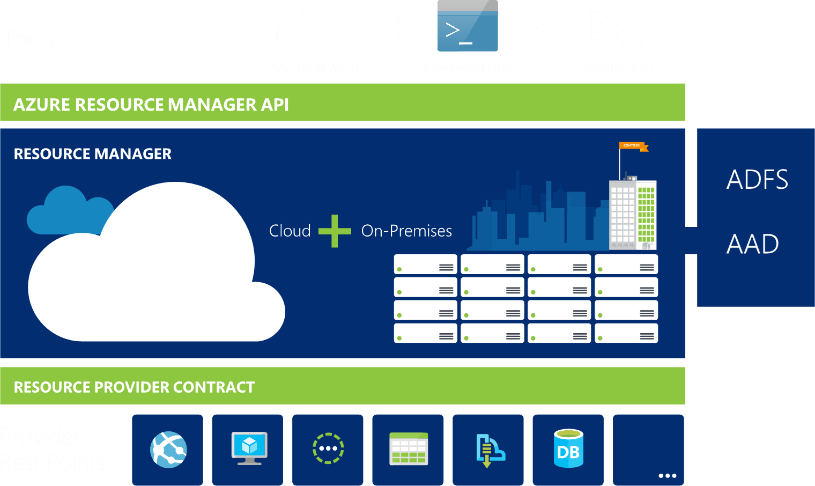 AZURE RESOURCE MANAGER API
RESOURCE MANAGER
Cloud
On-Premises
ADFS
AAD
RESOURCE PROVIDER CONTRACT
DB